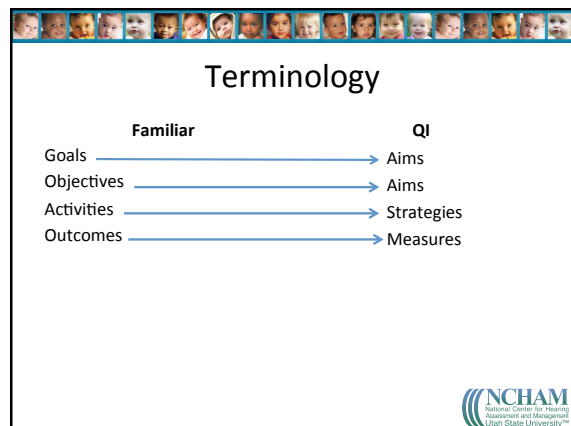 Terminology
Familiar QI
Goals Aims
Objectives Aims
Activities Strategies
Outcomes Measures
NCHAM
National Center for Hearing
Assessment and Management
Utah State University™